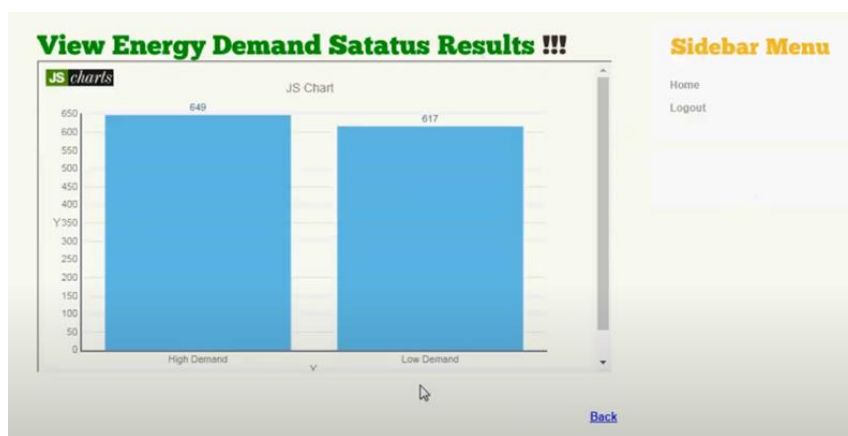 View Energy Demand Satatus Results !!!
Sidebar Menu
Home
Logout
JS charts
JS Chart
649
617
650
600
550
500
450
400
Y
350
300
250
200
150
100
50
0
High Demand
Low Demand
Back